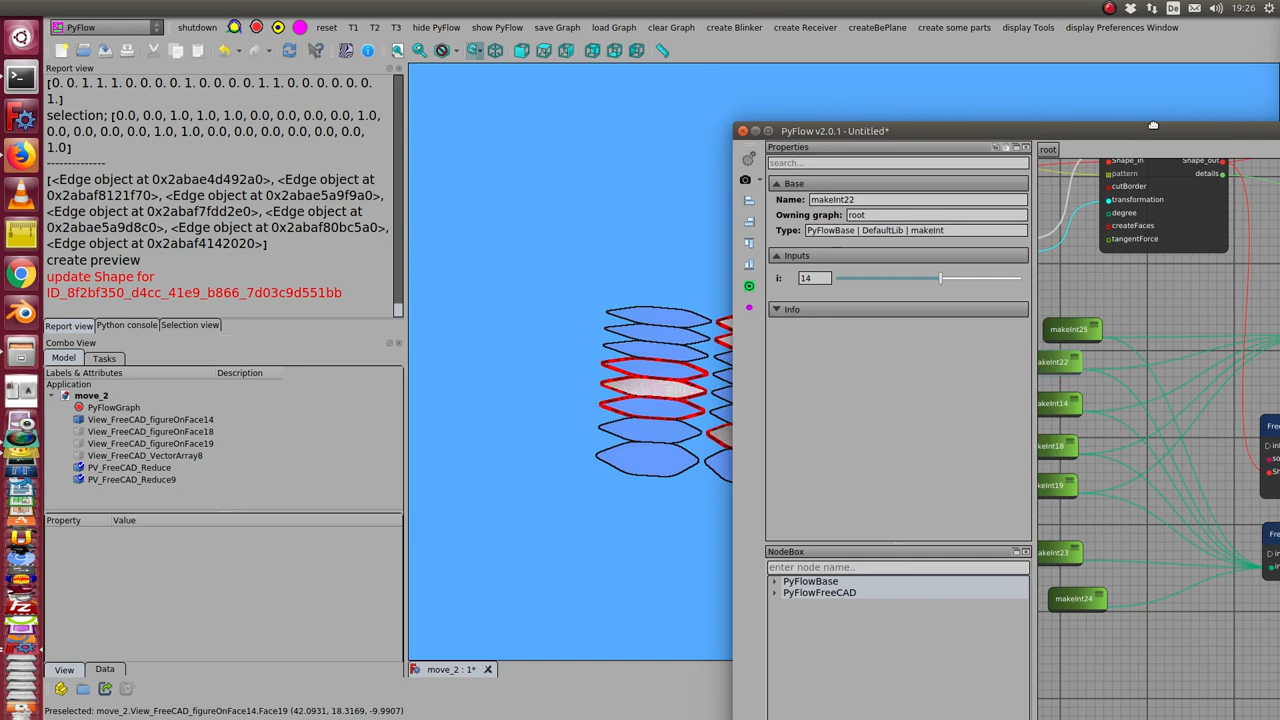 De
19:26
PyFlow
shutdown
reset
T1
T2
T3
hide PyFlow
show PyFlow
save Graph
load Graph
clear Graph
create Blinker
create Receiver
createBePlane
create some parts
display Tools
display Preferences Window
Report view
[0. 0. 1. 1. 1. 0. 0. 0. 0. 1. 0. 0. 0. 0. 1. 1. 0. 0. 0. 0. 0.
1.]
selection; [0.0, 0.0, 1.0, 1.0, 1.0, 0.0, 0.0, 0.0, 0.0, 1.0,
0.0, 0.0, 0.0, 0.0, 1.0, 1.0, 0.0, 0.0, 0.0, 0.0, 0.0,
1.0]
--------------
[<Edge object at 0x2abae4d492a0>, <Edge object at
0x2abaf8121f70>, <Edge object at 0x2abae5a9f9a0>,
<Edge object at 0x2abaf7fdd2e0>, <Edge object at
0x2abae5a9d8c0>, <Edge object at 0x2abaf80bc5a0>,
<Edge object at 0x2abaf4142020>]
create preview
update Shape for
ID_8f2bf350_d4cc_41e9_b866_7d03c9d551bb
Report view
Python console
Selection view
Combo View
Model
Tasks
Labels & Attributes
Description
Application
move_2
PyFlowGraph
View_FreeCAD_figureOnFace14
View_FreeCAD_figureOnFace18
View_FreeCAD_figureOnFace19
View_FreeCAD_VectorArray8
PV_FreeCAD_Reduce
PV_FreeCAD_Reduce9
Property
Value
View
Data
Preselected: move_2.View_FreeCAD_figureOnFace14.Face19 (42.0931, 18.3169, -9.9907)
move_2 : 1*
PyFlow v2.0.1 - Untitled*
Properties
search...
Base
Name:
makeInt22
Owning graph:
root
Type:
PyFlowBase | DefaultLib | makeInt
Inputs
i:
14
Info
NodeBox
enter node name..
PyFlowBase
PyFlowFreeCAD
root
Shape_in
Shape_out
pattern
details
cutBorder
transformation
degree
createFaces
tangentForce
makeInt25
keInt22
keInt14
keInt18
keInt19
keInt23
makeInt24